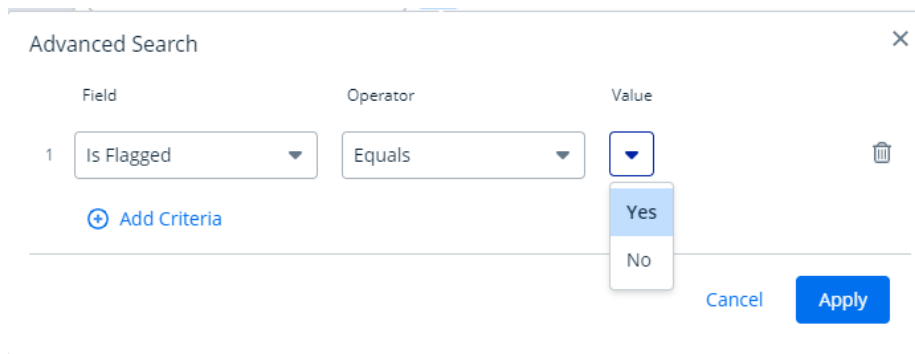 Advanced Search
Field Operator Value
1 Is Flagged Equals
Yes
Add Criteria
No
Cancel Apply